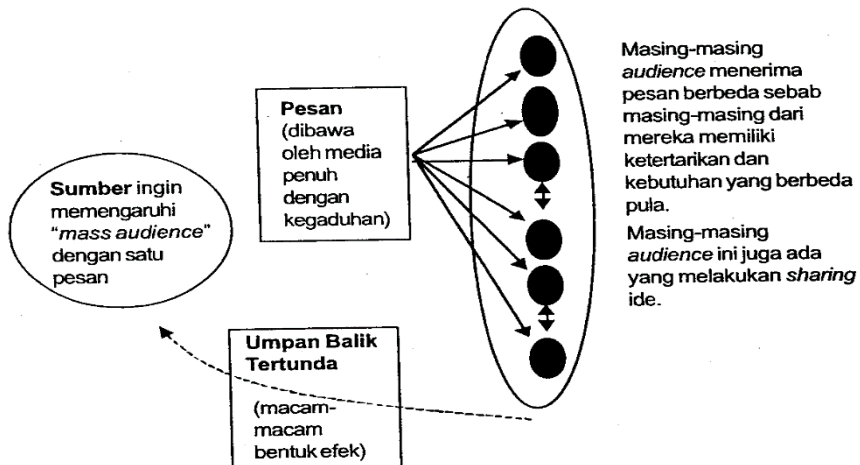 Sumber ingin
memengaruhi
“mass audience”
dengan satu
pesan
Pesan
(dibawa
oleh media
penuh
dengan
kegaduhan)
Masing-masing
audience menerima
pesan berbeda sebab
masing-masing dari
mereka memiliki
ketertarikan dan
kebutuhan yang berbeda
pula.
Masing-masing
audience ini juga ada
yang melakukan sharing
ide.
Umpan Balik
Tertunda
(macam-
macam
bentuk efek)